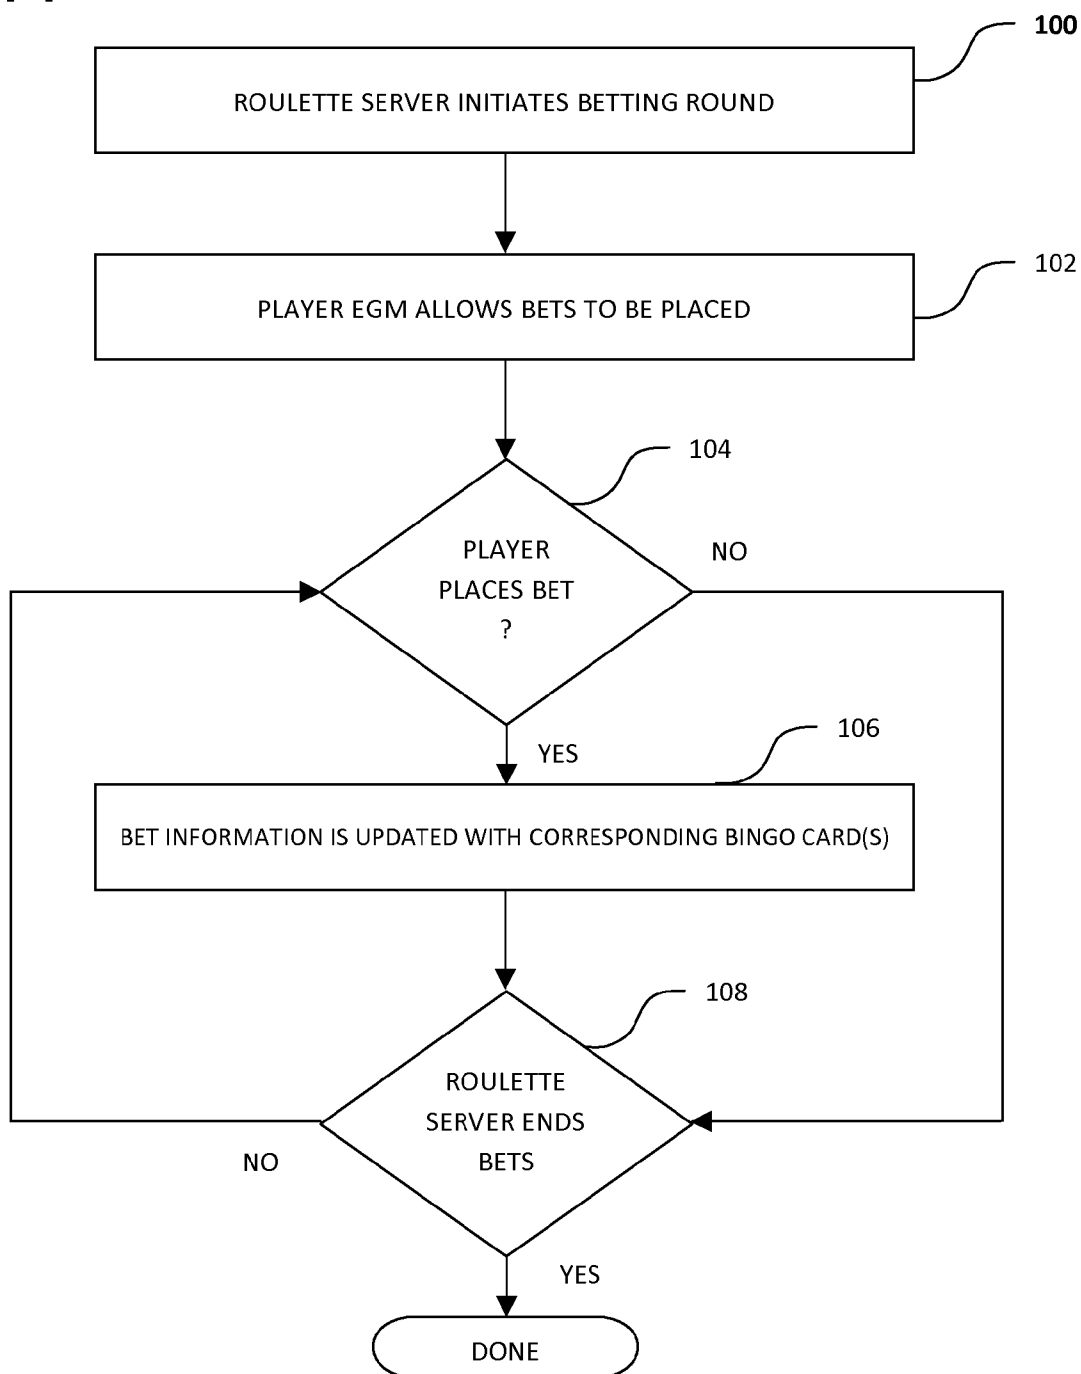 100
ROULETTE SERVER INITIATES BETTING ROUND
102
PLAYER EGM ALLOWS BETS TO BE PLACED
104
PLAYER
PLACES BET
?
NO
YES
106
BET INFORMATION IS UPDATED WITH CORRESPONDING BINGO CARD(S)
108
ROULETTE
SERVER ENDS
BETS
NO
YES
DONE